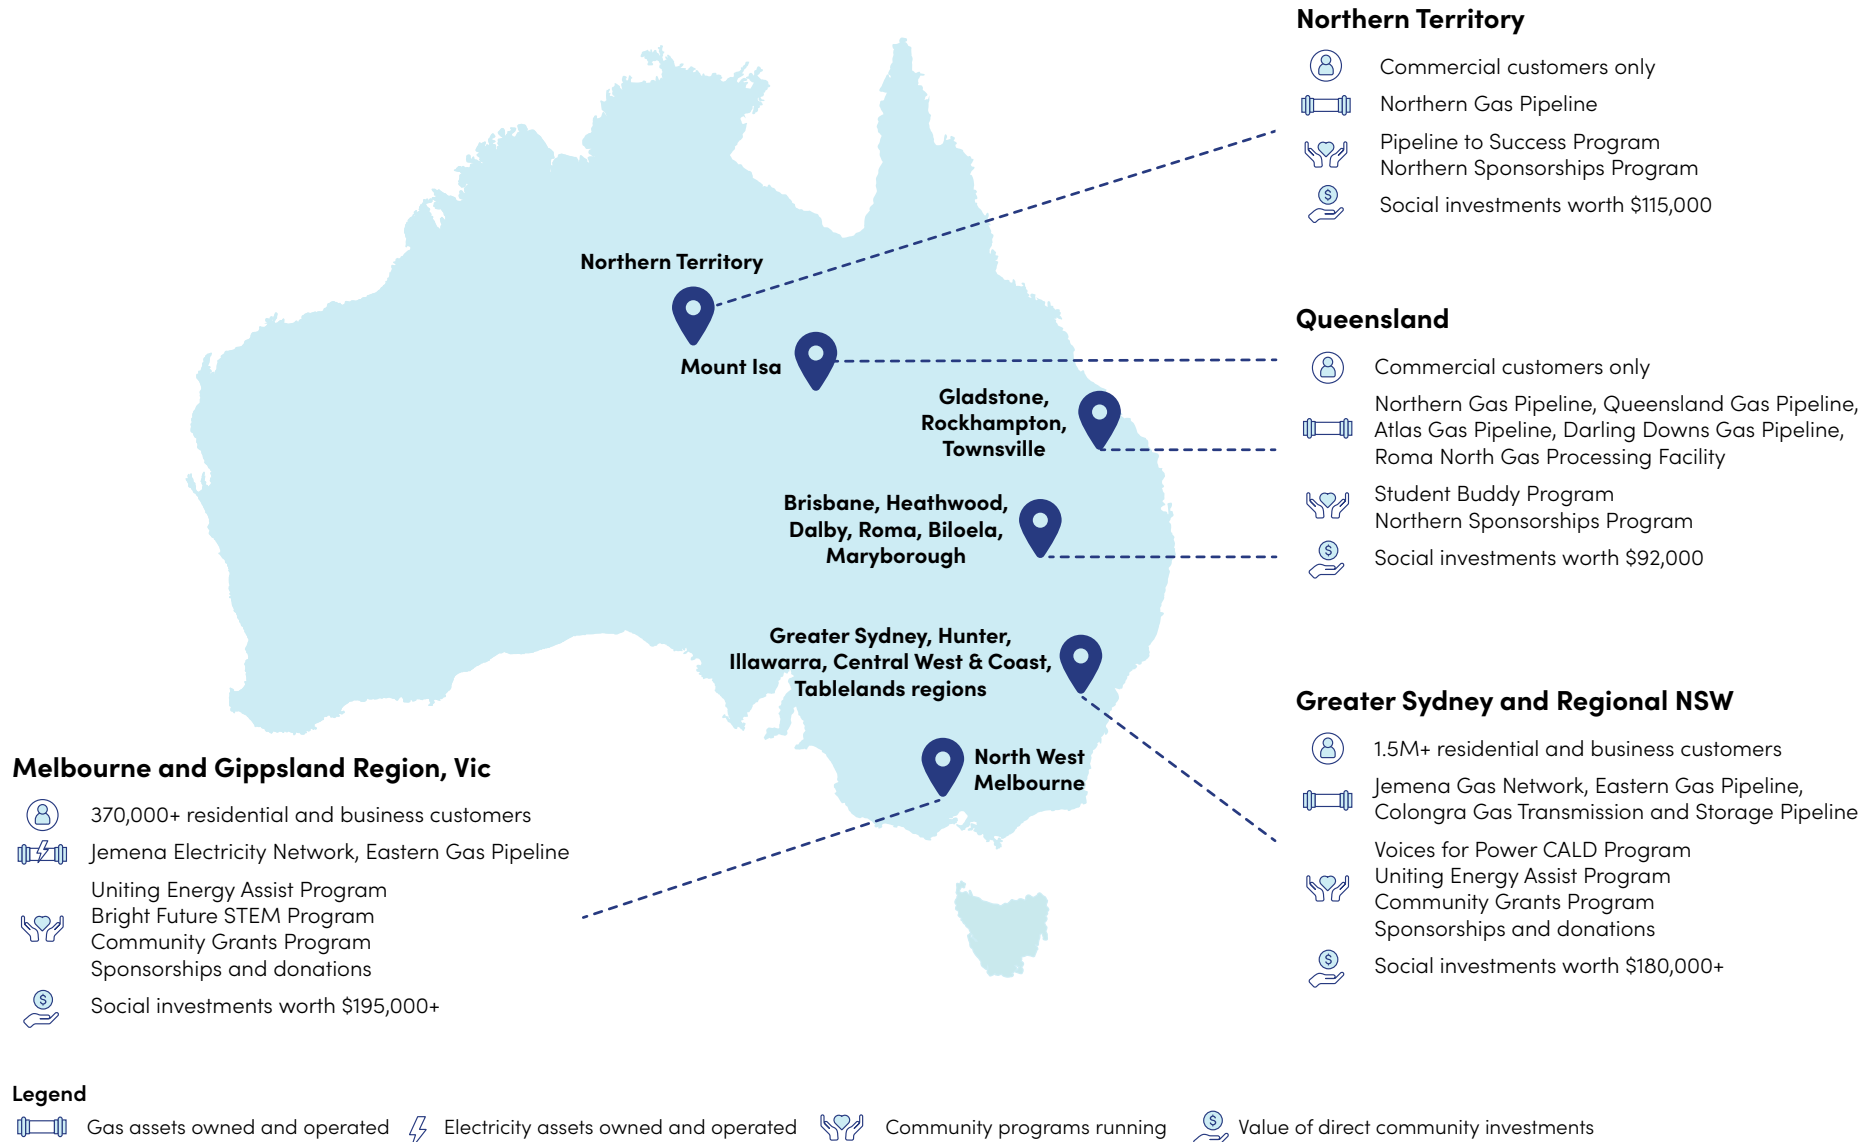 Northern Territory
Commercial customers only
Northern Gas Pipeline
Pipeline to Success Program
Northern Sponsorships Program
Social investments worth $115,000
Northern Territory
Mount Isa
Gladstone,
Rockhampton,
Townsville
Brisbane, Heathwood,
Dalby, Roma, Biloela,
Maryborough
Greater Sydney, Hunter,
Illawarra, Central West & Coast,
Tablelands regions
North West
Melbourne
Queensland
Commercial customers only
Northern Gas Pipeline, Queensland Gas Pipeline,
Atlas Gas Pipeline, Darling Downs Gas Pipeline,
Roma North Gas Processing Facility
Student Buddy Program
Northern Sponsorships Program
Social investments worth $92,000
Greater Sydney and Regional NSW
1.5M+ residential and business customers
Jemena Gas Network, Eastern Gas Pipeline,
Colongra Gas Transmission and Storage Pipeline
Voices for Power CALD Program
Uniting Energy Assist Program
Community Grants Program
Sponsorships and donations
Social investments worth $180,000+
Melbourne and Gippsland Region, Vic
370,000+ residential and business customers
Jemena Electricity Network, Eastern Gas Pipeline
Uniting Energy Assist Program
Bright Future STEM Program
Community Grants Program
Sponsorships and donations
Social investments worth $195,000+
Legend
Gas assets owned and operated
Electricity assets owned and operated
Community programs running
Value of direct community investments